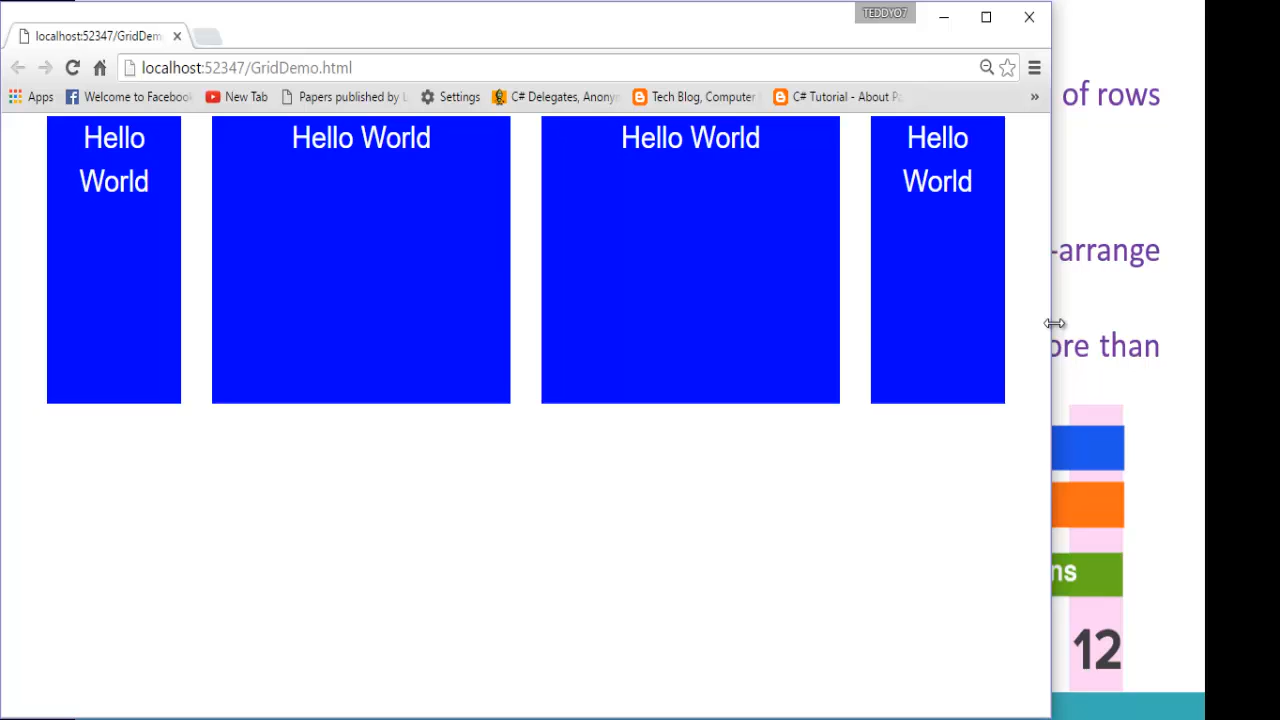 TEDDYO7
localhost:52347/GridDem
localhost:52347/GridDemo.html
Apps
Welcome to Faceboo
New Tab
Papers published by
Settings
C# Delegates, Anony
Tech Blog, Computer
C# Tutorial - About P
»
Hello
World
Hello World
Hello World
Hello
World
of rows
-arrange
ore than
ns
12